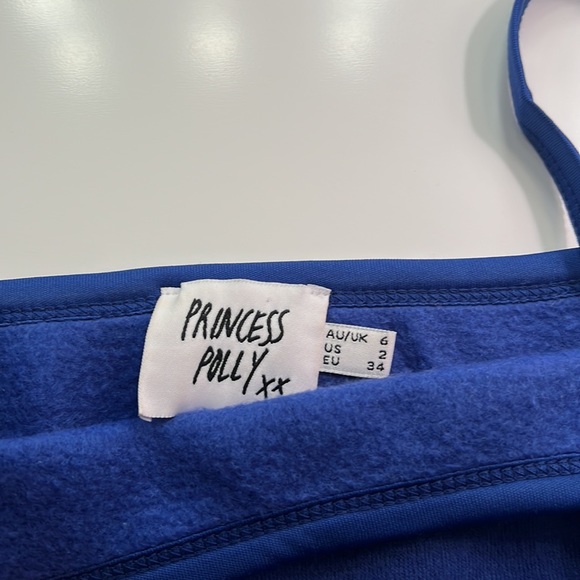 PRINCESS
POLLY
xx
AU/UK 6
US 2
EU 34